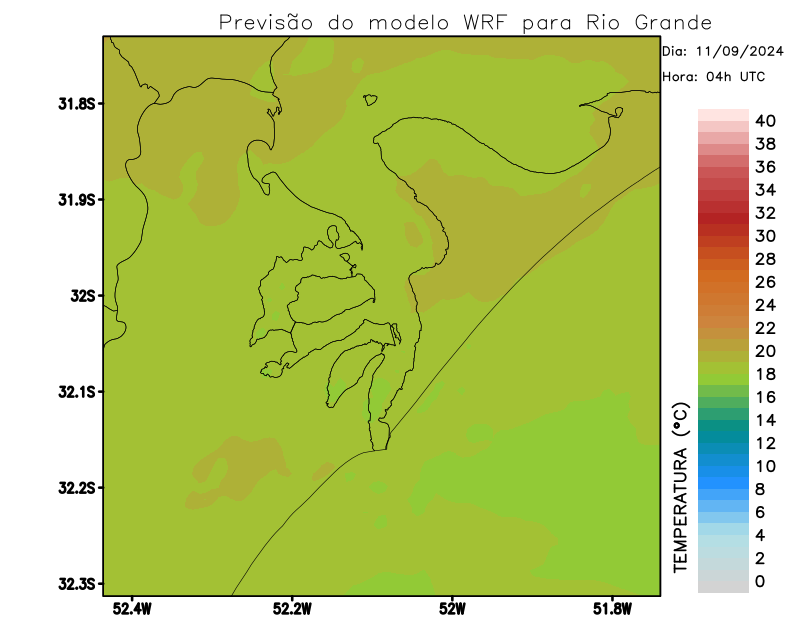 Previsão do modelo WRF para Rio Grande
Dia: 11/09/2024
Hora: 04h UTC
31.8S
31.9S
32S
32.1S
32.2S
32.3S
52.4W
52.2W
52W
51.8W
TEMPERATURA (°C)
40
38
36
34
32
30
28
26
24
22
20
18
16
14
12
10
8
6
4
2
0